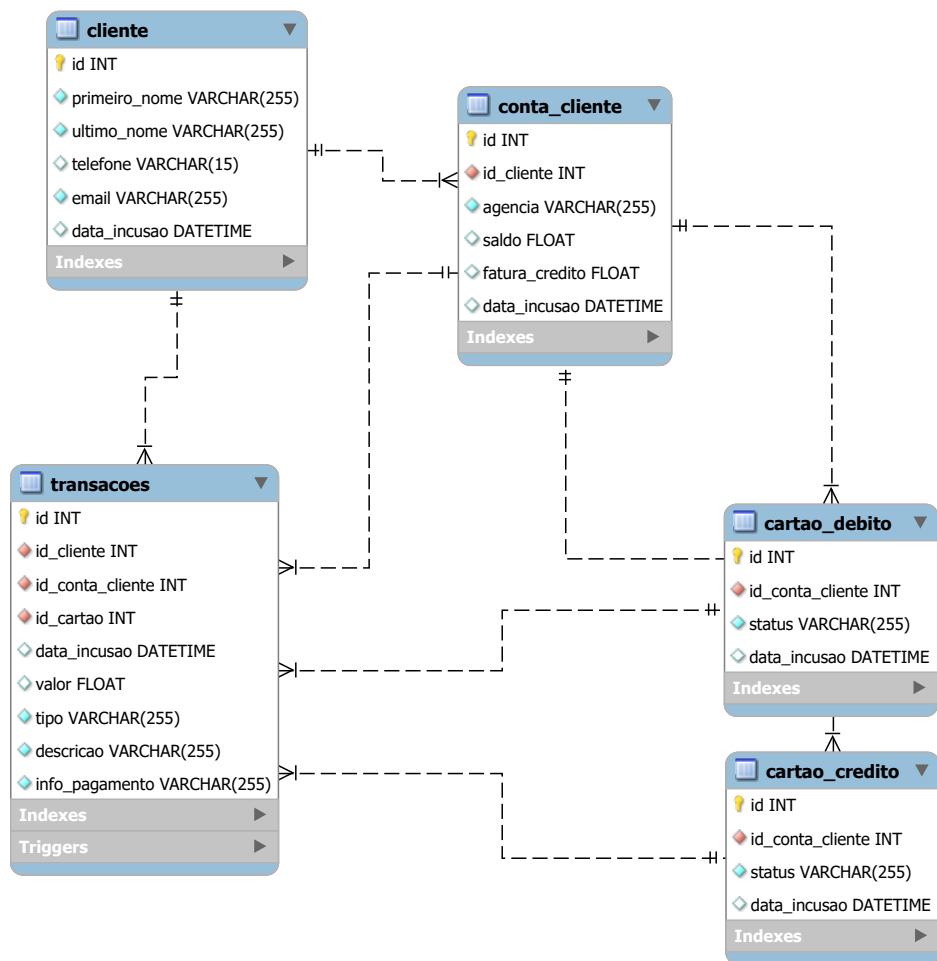 cliente
id INT
primeiro_nome VARCHAR(255)
ultimo_nome VARCHAR(255)
telefone VARCHAR(15)
email VARCHAR(255)
data_incusao DATETIME
Indexes
conta_cliente
id INT
id_cliente INT
agencia VARCHAR(255)
saldo FLOAT
fatura_credito FLOAT
data_incusao DATETIME
Indexes
transacoes
id INT
id_cliente INT
id_conta_cliente INT
id_cartao INT
data_incusao DATETIME
valor FLOAT
tipo VARCHAR(255)
descricao VARCHAR(255)
info_pagamento VARCHAR(255)
Indexes
Triggers
cartao_debito
id INT
id_conta_cliente INT
status VARCHAR(255)
data_incusao DATETIME
Indexes
cartao_credito
id INT
id_conta_cliente INT
status VARCHAR(255)
data_incusao DATETIME
Indexes